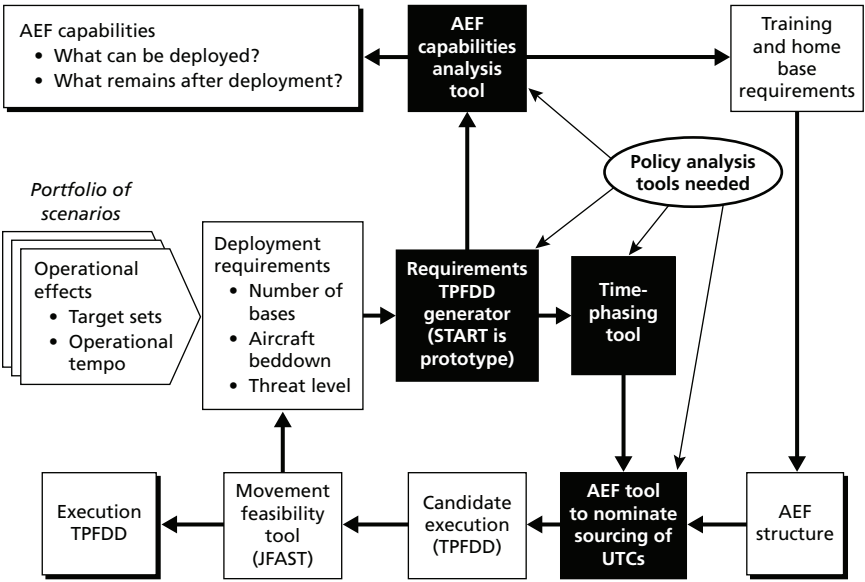 AEF capabilities
• What can be deployed?
• What remains after deployment?
AEF
capabilities
analysis
tool
Training
and home
base
requirements
Policy analysis
tools needed
Portfolio of
scenarios
Operational
effects
• Target sets
• Operational
tempo
Deployment
requirements
• Number of
bases
• Aircraft
beddown
• Threat level
Requirements
TPFDD
generator
(START is
prototype)
Time-
phasing
tool
Execution
TPFDD
Movement
feasibility
tool
(JFAST)
Candidate
execution
(TPFDD)
AEF tool
to nominate
sourcing of
UTCs
AEF
structure